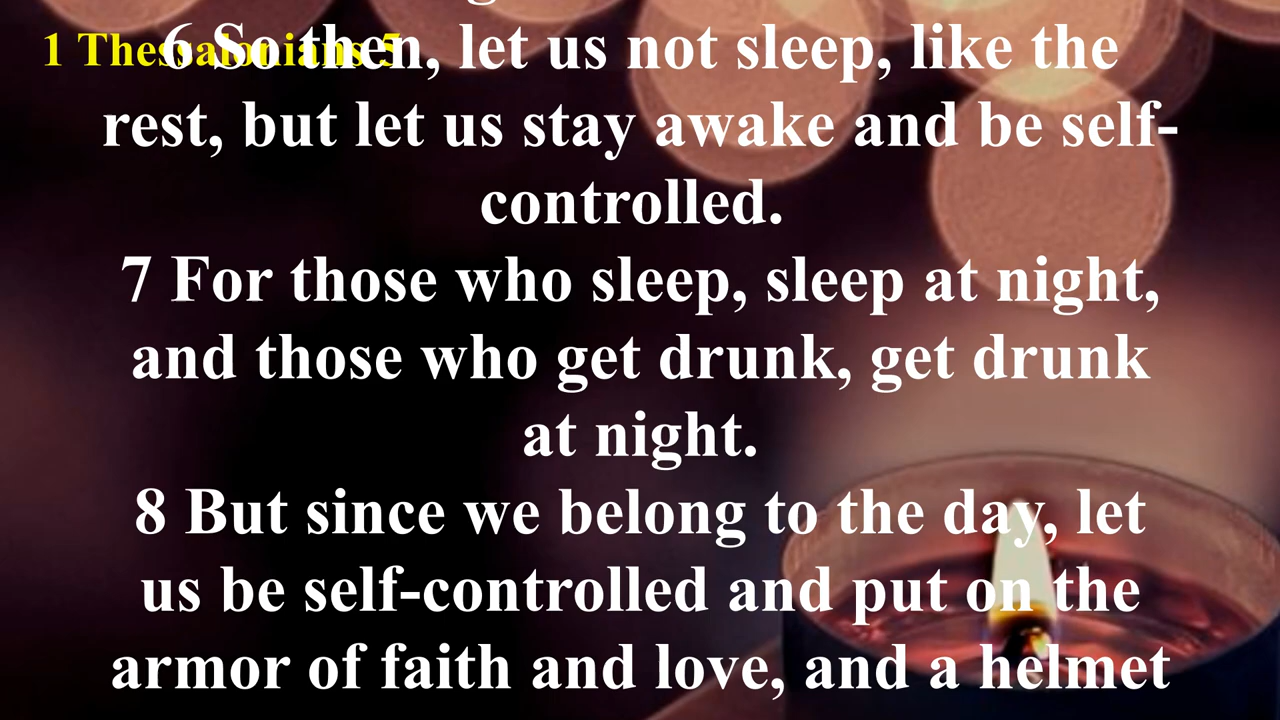 1 Thessalonians 5
6 So then, let us not sleep, like the
rest, but let us stay awake and be self-
controlled.
7 For those who sleep, sleep at night,
and those who get drunk, get drunk
at night.
8 But since we belong to the day, let
us be self-controlled and put on the
armor of faith and love, and a helmet